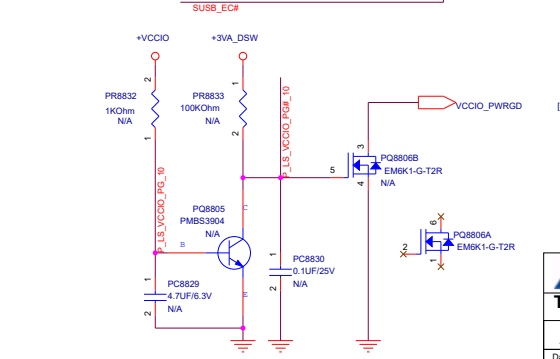 SUSB_EC#
+VCCIO
+3VA_DSW
2
1
PR8832
1KOhm
N/A
1
PR8833
100KOhm
N/A
2
P_LS_VCCIO_PG#_10
VCCIO_PWRGD
3
PQ8806B
EM6K1-G-T2R
N/A
5
4
P_LS_VCCIO_PG_10
PQ8805
PMBS3904
N/A
C
B
E
6
PQ8806A
EM6K1-G-T2R
2
1
1
PC8830
0.1UF/25V
N/A
2
1
PC8829
4.7UF/6.3V
N/A
2